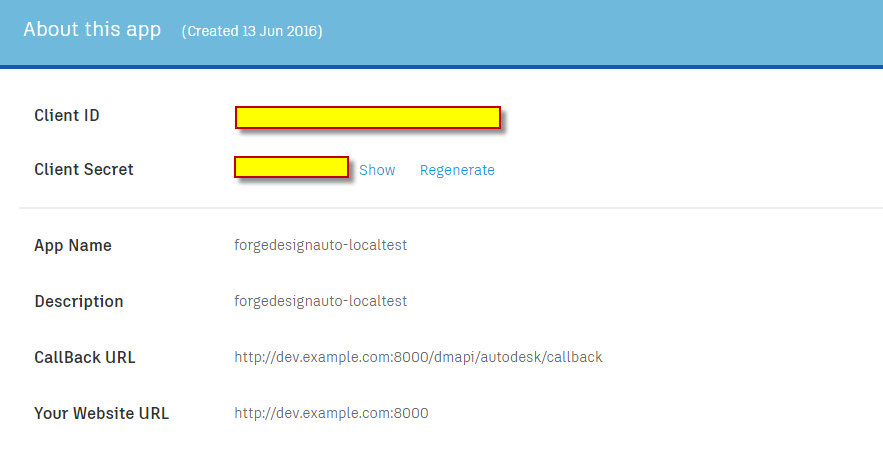 About this app (Created 13 Jun 2016)
Client ID
Client Secret Show Regenerate
App Name forgedesignauto-localtest
Description forgedesignauto-localtest
CallBack URL http://dev.example.com:8000/dmapi/autodesk/callback
Your Website URL http://dev.example.com:8000